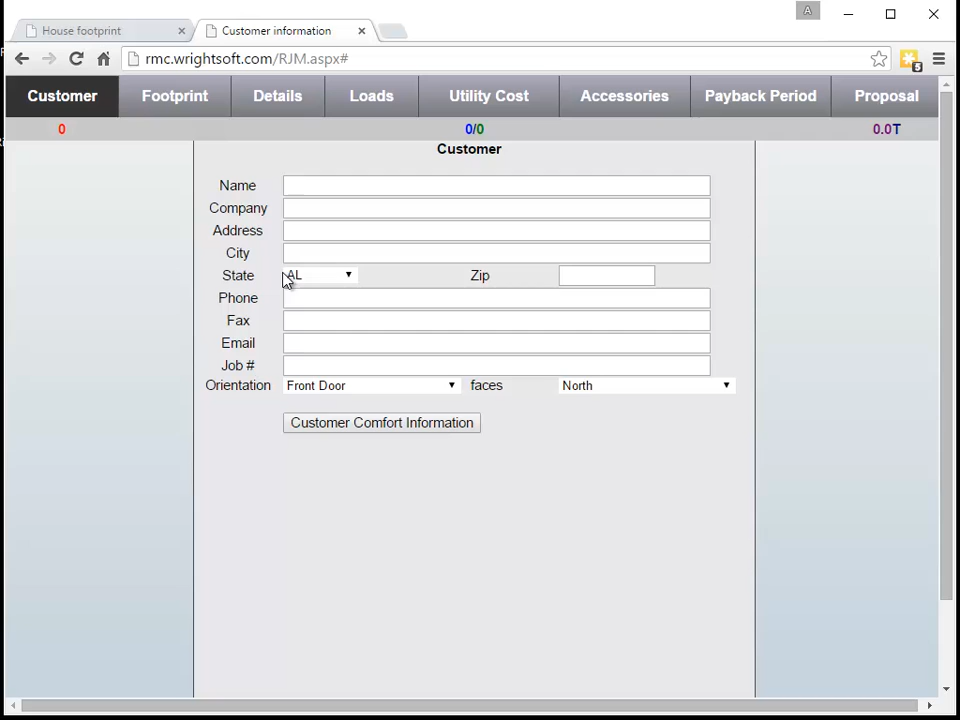 A
House footprint
Customer information
rmc.wrightsoft.com/RJM.aspx#
5
Customer Footprint Details Loads Utility Cost Accessories Payback Period Proposal
0 0/0 0.0T
Customer
Name
Company
Address
City
State AL Zip
Phone
Fax
Email
Job #
Orientation Front Door faces North
Customer Comfort Information